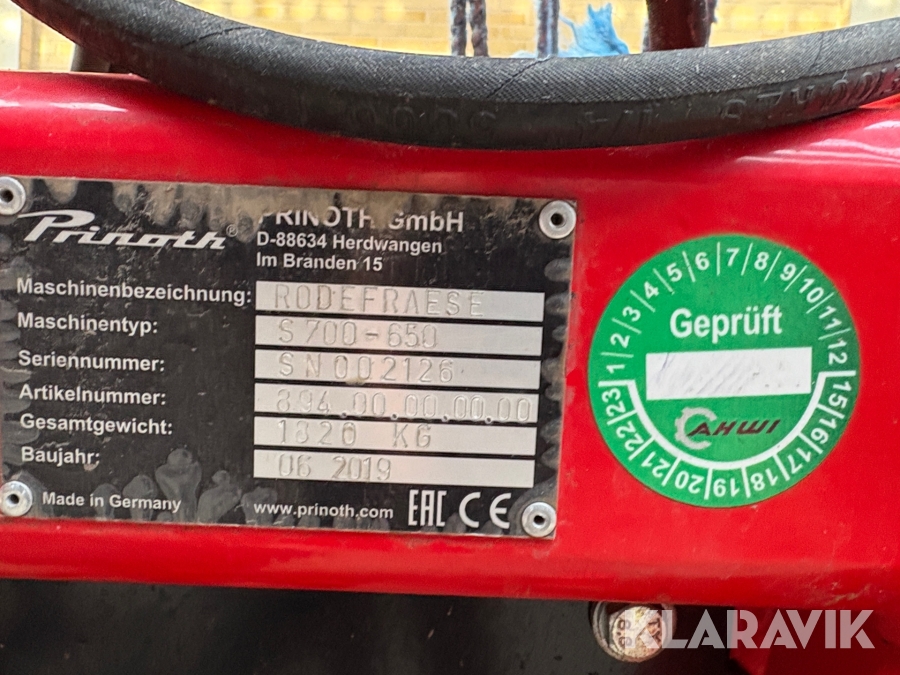 Prinoth®
PRINOTH GmbH
D-88634 Herdwangen
Im Branden 15
Maschinenbezeichnung: RODEFRAESE
Maschinentyp: S700-650
Seriennummer: SN002126
Artikelnummer: 894.00.00.00.00
Gesamtgewicht: 1820 KG
Baujahr: 06 2019
Made in Germany
www.prinoth.com
EAC CE
1|2|3|4|5|6|7|8|9|10|11|12
Geprüft
AHWI
23|22|21|20|19|18|17|16|15
8.8
KLARAVIK